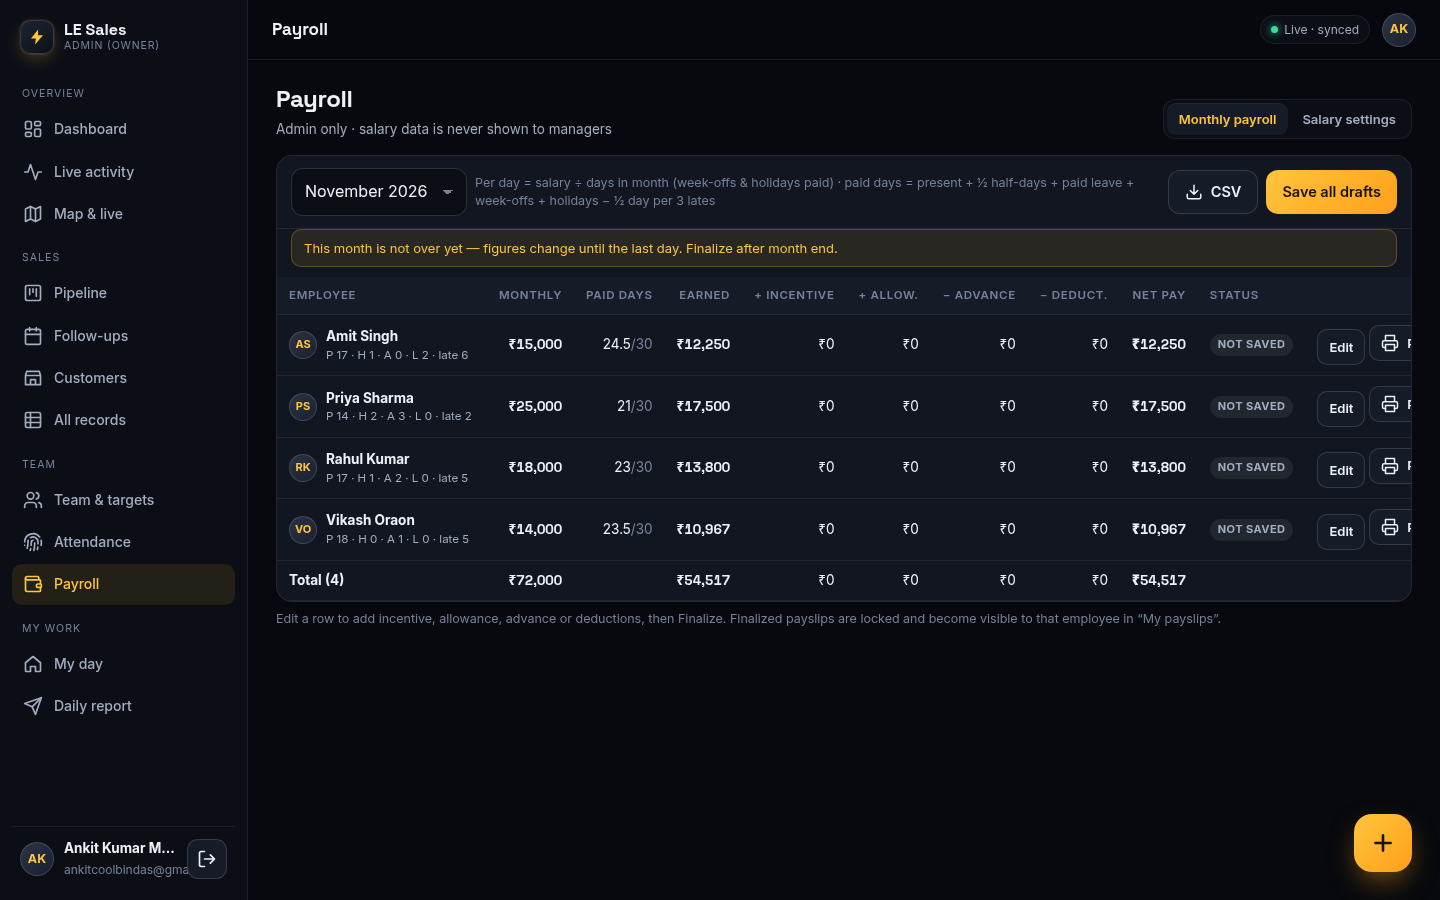 LE Sales
ADMIN (OWNER)
OVERVIEW
Dashboard
Live activity
Map & live
SALES
Pipeline
Follow-ups
Customers
All records
TEAM
Team & targets
Attendance
Payroll
MY WORK
My day
Daily report
AK
Ankit Kumar M...
ankitcoolbindas@gma
Payroll
Live · synced
AK
Payroll
Admin only · salary data is never shown to managers
Monthly payroll
Salary settings
November 2026
Per day = salary ÷ days in month (week-offs & holidays paid) · paid days = present + ½ half-days + paid leave +
week-offs + holidays − ½ day per 3 lates
CSV
Save all drafts
This month is not over yet — figures change until the last day. Finalize after month end.
EMPLOYEE MONTHLY PAID DAYS EARNED + INCENTIVE + ALLOW. − ADVANCE − DEDUCT. NET PAY STATUS
AS Amit Singh ₹15,000 24.5/30 ₹12,250 ₹0 ₹0 ₹0 ₹0 ₹12,250 NOT SAVED Edit
P 17 · H 1 · A 0 · L 2 · late 6
PS Priya Sharma ₹25,000 21/30 ₹17,500 ₹0 ₹0 ₹0 ₹0 ₹17,500 NOT SAVED Edit
P 14 · H 2 · A 3 · L 0 · late 2
RK Rahul Kumar ₹18,000 23/30 ₹13,800 ₹0 ₹0 ₹0 ₹0 ₹13,800 NOT SAVED Edit
P 17 · H 1 · A 2 · L 0 · late 5
VO Vikash Oraon ₹14,000 23.5/30 ₹10,967 ₹0 ₹0 ₹0 ₹0 ₹10,967 NOT SAVED Edit
P 18 · H 0 · A 1 · L 0 · late 5
Total (4) ₹72,000 ₹54,517 ₹0 ₹0 ₹0 ₹0 ₹54,517
Edit a row to add incentive, allowance, advance or deductions, then Finalize. Finalized payslips are locked and become visible to that employee in “My payslips”.